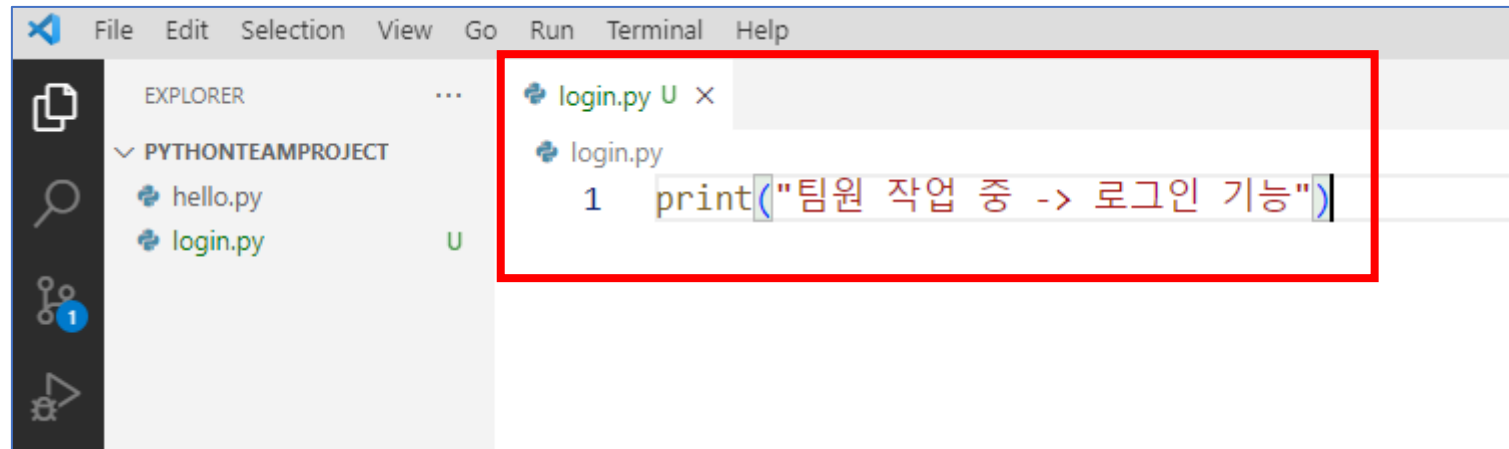 File Edit Selection View Go Run Terminal Help
EXPLORER ...
login.py U ×
PYTHONTEAMPROJECT
login.py
hello.py
1 print("팀원 작업 중 -> 로그인 기능")
login.py U
1